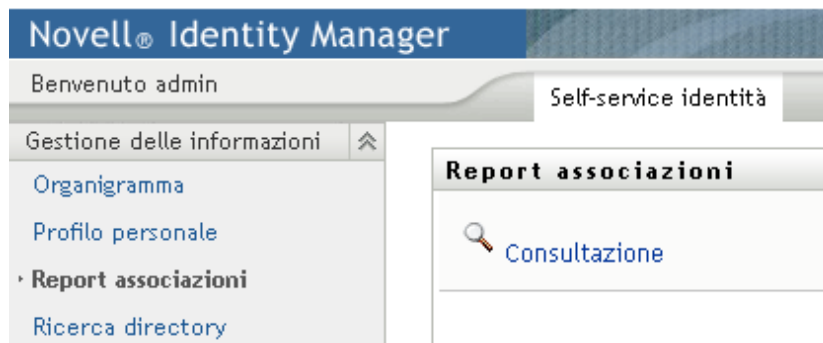 Novell® Identity Manager
Benvenuto admin
Self-service identità
Gestione delle informazioni
Organigramma
Profilo personale
Report associazioni
Ricerca directory
Report associazioni
Consultazione